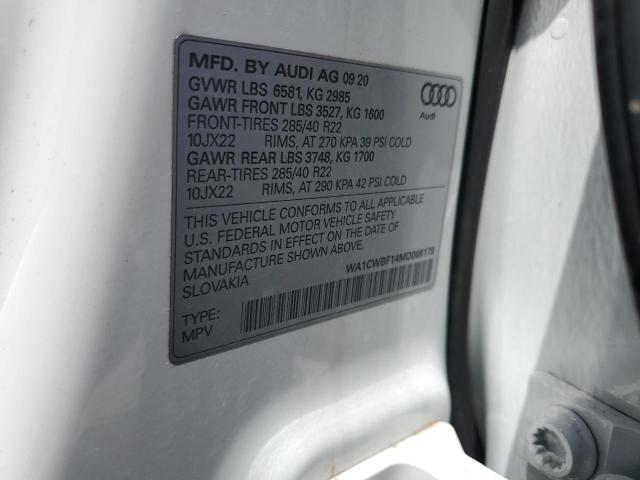 MFD. BY AUDI AG 09 20
GVWR LBS 6581, KG 2985
GAWR FRONT LBS 3527, KG 1600
FRONT-TIRES 285/40 R22
10JX22 RIMS, AT 270 KPA 39 PSI COLD
GAWR REAR LBS 3748, KG 1700
REAR-TIRES 285/40 R22
10JX22 RIMS, AT 290 KPA 42 PSI COLD
Audi
THIS VEHICLE CONFORMS TO ALL APPLICABLE
U.S. FEDERAL MOTOR VEHICLE SAFETY
STANDARDS IN EFFECT ON THE DATE OF
MANUFACTURE SHOWN ABOVE.
SLOVAKIA
WA1CWBF14MD008179
TYPE:
MPV